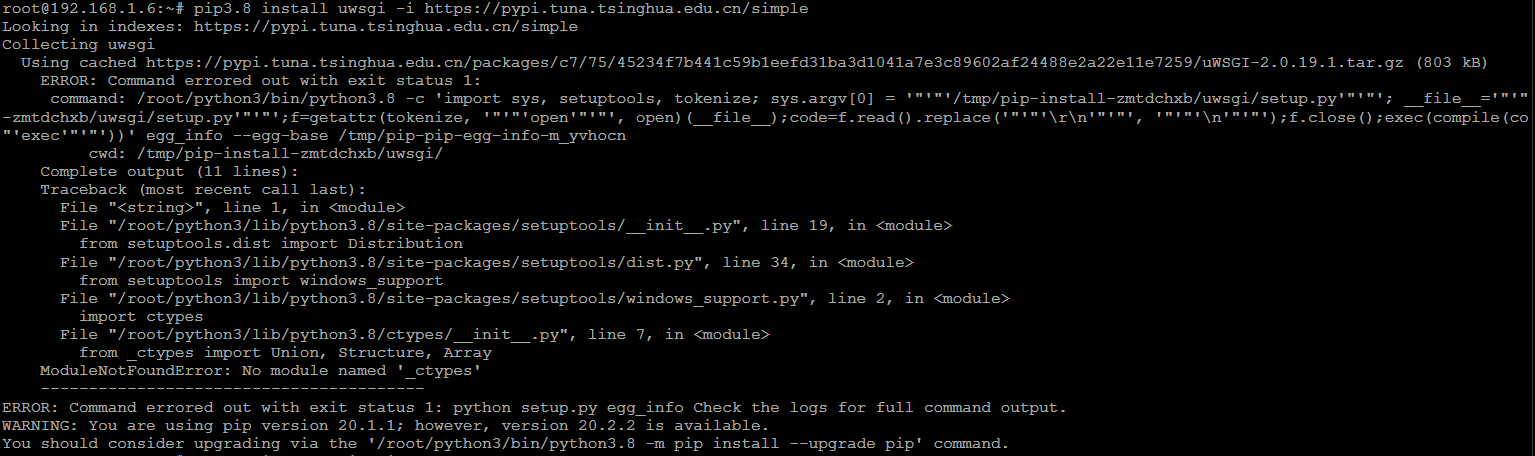 root@192.168.1.6:~# pip3.8 install uwsgi -i https://pypi.tuna.tsinghua.edu.cn/simple
Looking in indexes: https://pypi.tuna.tsinghua.edu.cn/simple
Collecting uwsgi
  Using cached https://pypi.tuna.tsinghua.edu.cn/packages/c7/75/45234f7b441c59b1eefd31ba3d1041a7e3c89602af24488e2a22e11e7259/uWSGI-2.0.19.1.tar.gz (803 kB)
    ERROR: Command errored out with exit status 1:
     command: /root/python3/bin/python3.8 -c 'import sys, setuptools, tokenize; sys.argv[0] = '"'"'/tmp/pip-install-zmtdchxb/uwsgi/setup.py'"'"'; __file__='"'"'
-zmtdchxb/uwsgi/setup.py'"'"';f=getattr(tokenize, '"'"'open'"'"', open)(__file__);code=f.read().replace('"'"'\r\n'"'"', '"'"'\n'"'"');f.close();exec(compile(co
"'exec'"'"'))' egg_info --egg-base /tmp/pip-pip-egg-info-m_yvhocn
         cwd: /tmp/pip-install-zmtdchxb/uwsgi/
    Complete output (11 lines):
    Traceback (most recent call last):
      File "<string>", line 1, in <module>
      File "/root/python3/lib/python3.8/site-packages/setuptools/__init__.py", line 19, in <module>
        from setuptools.dist import Distribution
      File "/root/python3/lib/python3.8/site-packages/setuptools/dist.py", line 34, in <module>
        from setuptools import windows_support
      File "/root/python3/lib/python3.8/site-packages/setuptools/windows_support.py", line 2, in <module>
        import ctypes
      File "/root/python3/lib/python3.8/ctypes/__init__.py", line 7, in <module>
        from _ctypes import Union, Structure, Array
    ModuleNotFoundError: No module named '_ctypes'
    ----------------------------------------
ERROR: Command errored out with exit status 1: python setup.py egg_info Check the logs for full command output.
WARNING: You are using pip version 20.1.1; however, version 20.2.2 is available.
You should consider upgrading via the '/root/python3/bin/python3.8 -m pip install --upgrade pip' command.